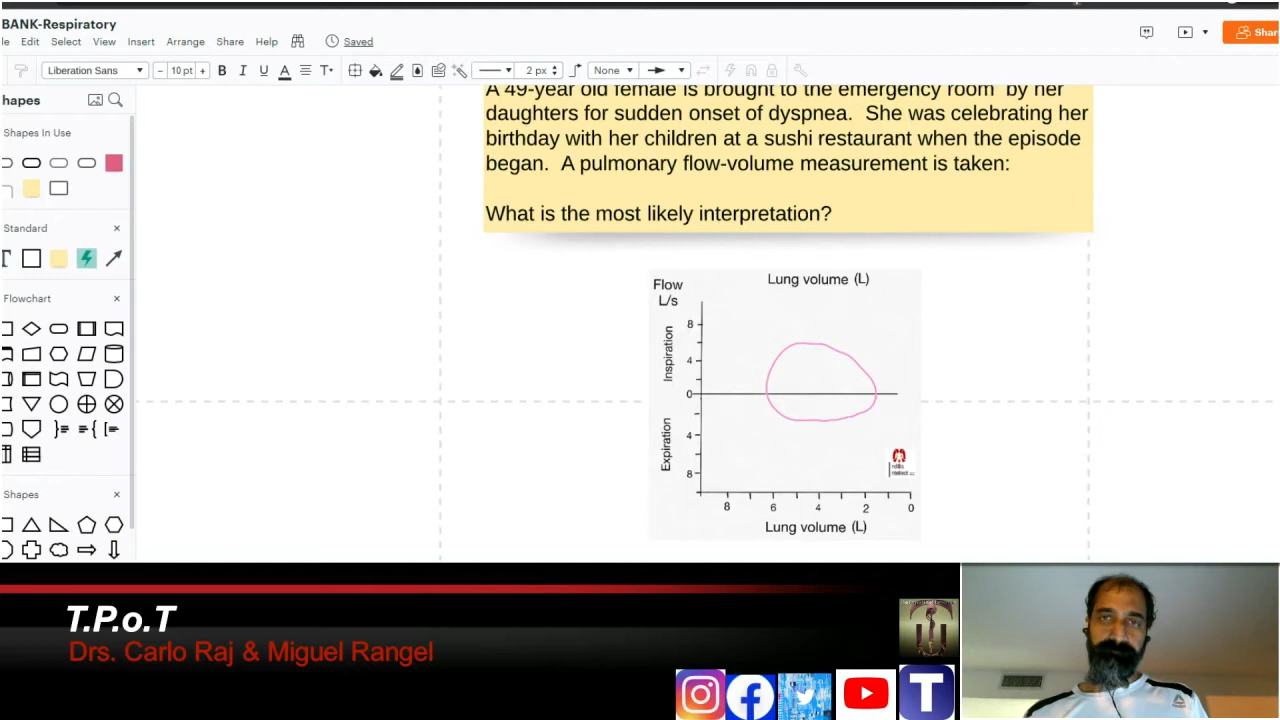 BANK-Respiratory
le Edit Select View Insert Arrange Share Help Saved
Shar
Liberation Sans - 10 pt + B I U A T 2 px None
hapes
Shapes In Use
Standard
T
Flowchart
Shapes
A 49-year old female is brought to the emergency room by her
daughters for sudden onset of dyspnea. She was celebrating her
birthday with her children at a sushi restaurant when the episode
began. A pulmonary flow-volume measurement is taken:
What is the most likely interpretation?
Flow
L/s
Lung volume (L)
Inspiration
8
4
0
Expiration
4
8
8 6 4 2 0
Lung volume (L)
T.P.o.T
Drs. Carlo Raj & Miguel Rangel
T